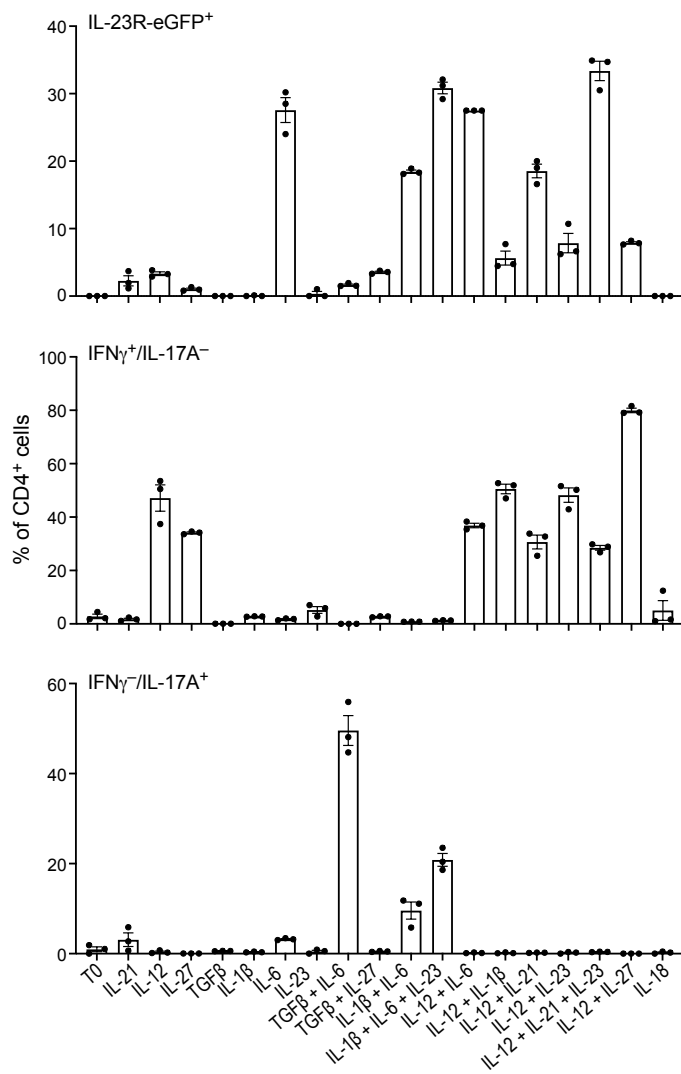 IL-23R-eGFP⁺
40
30
20
10
0
IFNγ⁺/IL-17A⁻
100
80
60
40
20
0
% of CD4⁺ cells
IFNγ⁻/IL-17A⁺
60
40
20
0
T0
IL-21
IL-12
IL-27
TGFβ
IL-1β
IL-6
IL-23
TGFβ + IL-6
TGFβ + IL-27
IL-1β + IL-6
IL-1β + IL-6 + IL-23
IL-12 + IL-6
IL-12 + IL-1β
IL-12 + IL-21
IL-12 + IL-23
IL-12 + IL-21 + IL-23
IL-12 + IL-27
IL-18